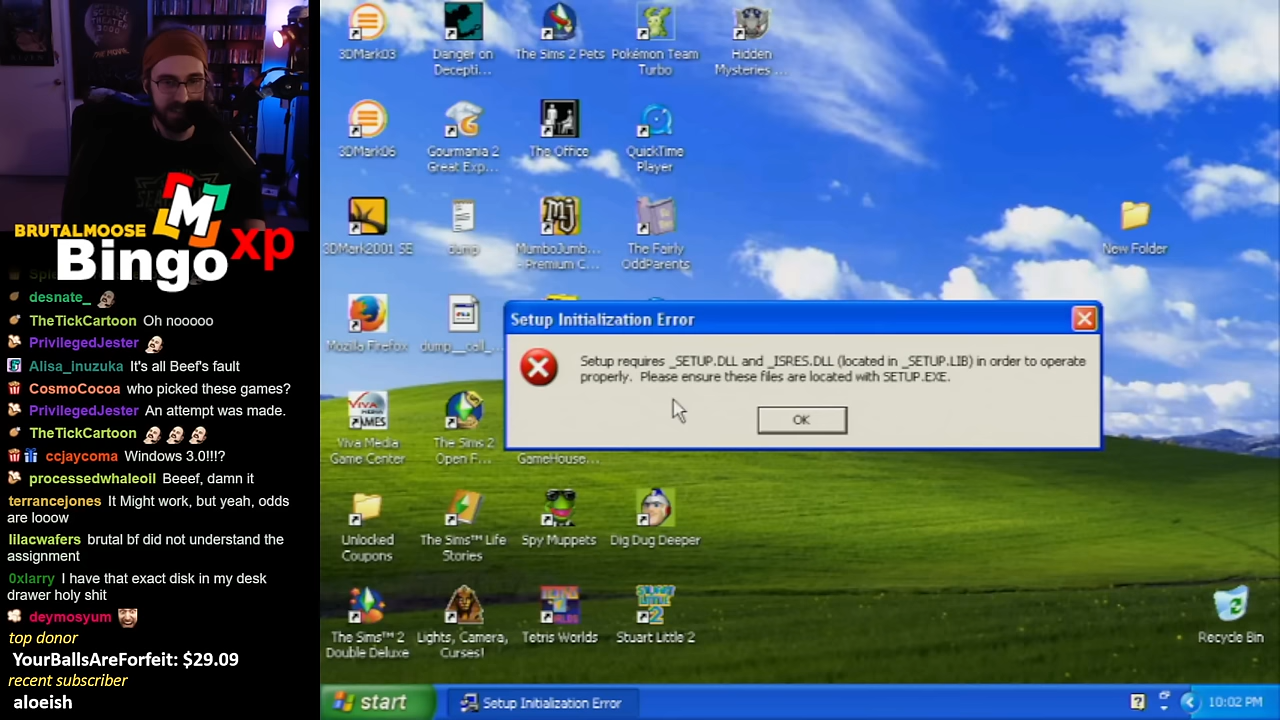 BRUTALMOOSE
M
Bingo
xp
desnate_
TheTickCartoon Oh nooooo
PrivilegedJester
Alisa_inuzuka It's all Beef's fault
CosmoCocoa who picked these games?
PrivilegedJester An attempt was made.
TheTickCartoon
ccjaycoma Windows 3.0!!!?
processedwhaleoil Beeef, damn it
terrancejones It Might work, but yeah, odds
are looow
lilacwafers brutal bf did not understand the
assignment
0xlarry I have that exact disk in my desk
drawer holy shit
deymosyum
top donor
YourBallsAreForfeit: $29.09
recent subscriber
aloeish
3DMark03
Danger on
Decepti...
The Sims 2 Pets
Pokémon Team
Turbo
Hidden
Mysteries ...
3DMark06
Gourmania 2
Great Exp...
The Office
QuickTime
Player
3DMark2001 SE
dump
MumboJumb...
- Premium C...
The Fairly
OddParents
New Folder
Mozilla Firefox
dump__call_...
Setup Initialization Error
Setup requires _SETUP.DLL and _ISRES.DLL (located in _SETUP.LIB) in order to operate
properly. Please ensure these files are located with SETUP.EXE.
OK
Viva Media
Game Center
The Sims 2
Open F...
GameHouse...
Unlocked
Coupons
The Sims™ Life
Stories
Spy Muppets
Dig Dug Deeper
The Sims™ 2
Double Deluxe
Lights, Camera,
Curses!
Tetris Worlds
Stuart Little 2
Recycle Bin
start
Setup Initialization Error
10:02 PM